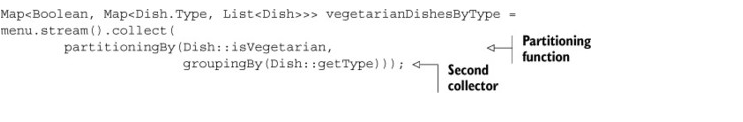 Map<Boolean, Map<Dish.Type, List<Dish>>> vegetarianDishesByType =
menu.stream().collect(
partitioningBy(Dish::isVegetarian,
Partitioning
function
groupingBy(Dish::getType)));
Second
collector